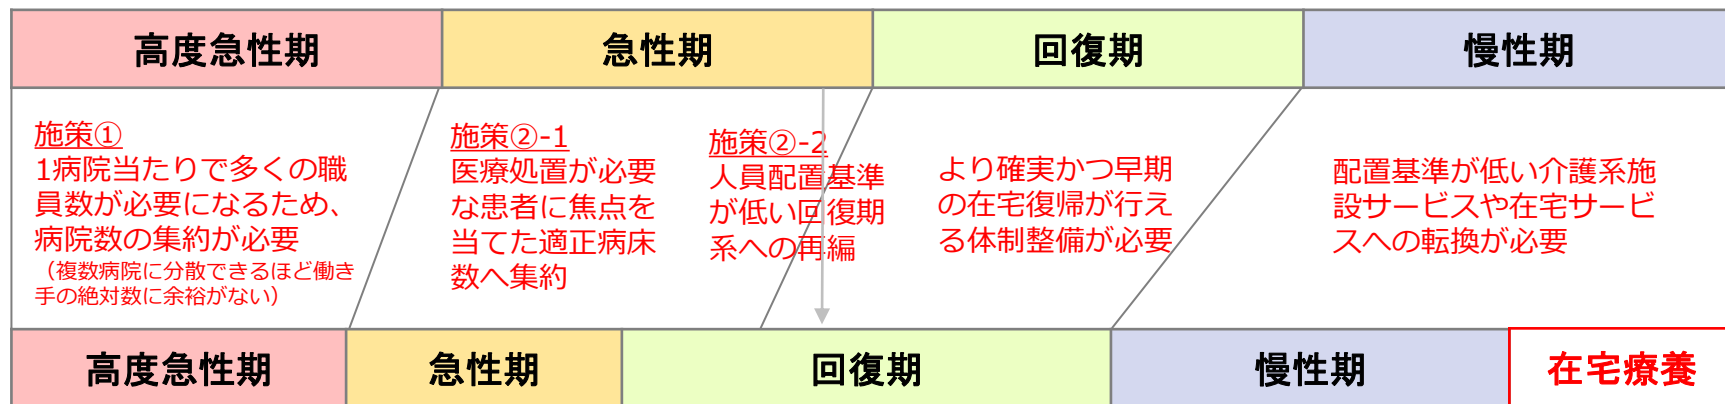 高度急性期
急性期
回復期
慢性期
施策①
1病院当たりで多くの職
員数が必要になるため、
病院数の集約が必要
（複数病院に分散できるほど働き
手の絶対数に余裕がない）
施策②-1
医療処置が必要
な患者に焦点を
当てた適正病床
数へ集約
施策②-2
人員配置基準
が低い回復期
系への再編
より確実かつ早期
の在宅復帰が行え
る体制整備が必要
配置基準が低い介護系施
設サービスや在宅サービ
スへの転換が必要
高度急性期
急性期
回復期
慢性期
在宅療養